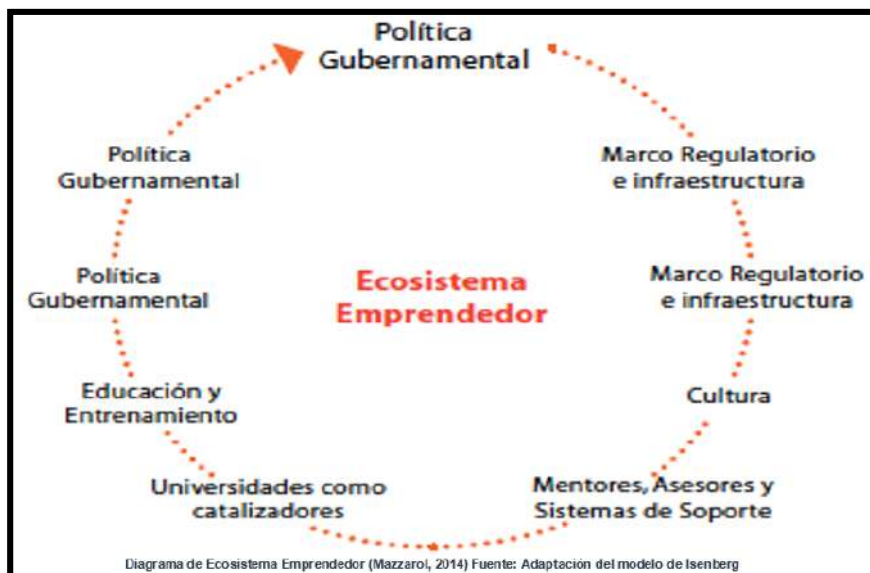 Política
Gubernamental
Política
Gubernamental
Marco Regulatorio
e infraestructura
Política
Gubernamental
Ecosistema
Emprendedor
Marco Regulatorio
e infraestructura
Educación y
Entrenamiento
Cultura
Universidades como
catalizadores
Mentores, Asesores y
Sistemas de Soporte
Diagrama de Ecosistema Emprendedor (Mazzarol, 2014) Fuente: Adaptación del modelo de Isenberg